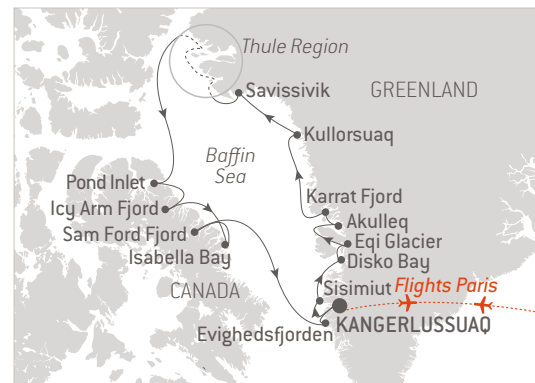 Thule Region
Savissivik
GREENLAND
Kullorsuaq
Baffin
Sea
Pond Inlet
Icy Arm Fjord
Karrat Fjord
Akulleq
Sam Ford Fjord
Eqi Glacier
Isabella Bay
Disko Bay
CANADA
Sisimiut
Flights Paris
KANGERLUSSUAQ
Evighedsfjorden